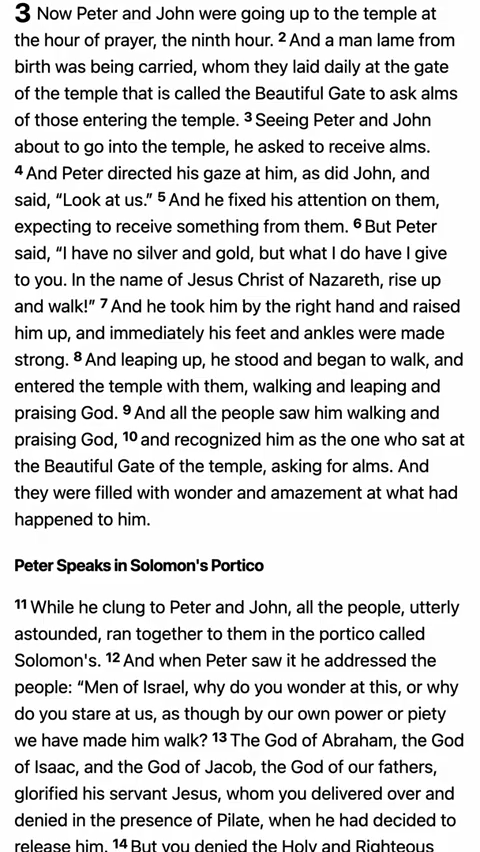 3 Now Peter and John were going up to the temple at
the hour of prayer, the ninth hour. 2 And a man lame from
birth was being carried, whom they laid daily at the gate
of the temple that is called the Beautiful Gate to ask alms
of those entering the temple. 3 Seeing Peter and John
about to go into the temple, he asked to receive alms.
4 And Peter directed his gaze at him, as did John, and
said, “Look at us.” 5 And he fixed his attention on them,
expecting to receive something from them. 6 But Peter
said, “I have no silver and gold, but what I do have I give
to you. In the name of Jesus Christ of Nazareth, rise up
and walk!” 7 And he took him by the right hand and raised
him up, and immediately his feet and ankles were made
strong. 8 And leaping up, he stood and began to walk, and
entered the temple with them, walking and leaping and
praising God. 9 And all the people saw him walking and
praising God, 10 and recognized him as the one who sat at
the Beautiful Gate of the temple, asking for alms. And
they were filled with wonder and amazement at what had
happened to him.
Peter Speaks in Solomon's Portico
11 While he clung to Peter and John, all the people, utterly
astounded, ran together to them in the portico called
Solomon's. 12 And when Peter saw it he addressed the
people: “Men of Israel, why do you wonder at this, or why
do you stare at us, as though by our own power or piety
we have made him walk? 13 The God of Abraham, the God
of Isaac, and the God of Jacob, the God of our fathers,
glorified his servant Jesus, whom you delivered over and
denied in the presence of Pilate, when he had decided to
release him. 14 But you denied the Holy and Righteous